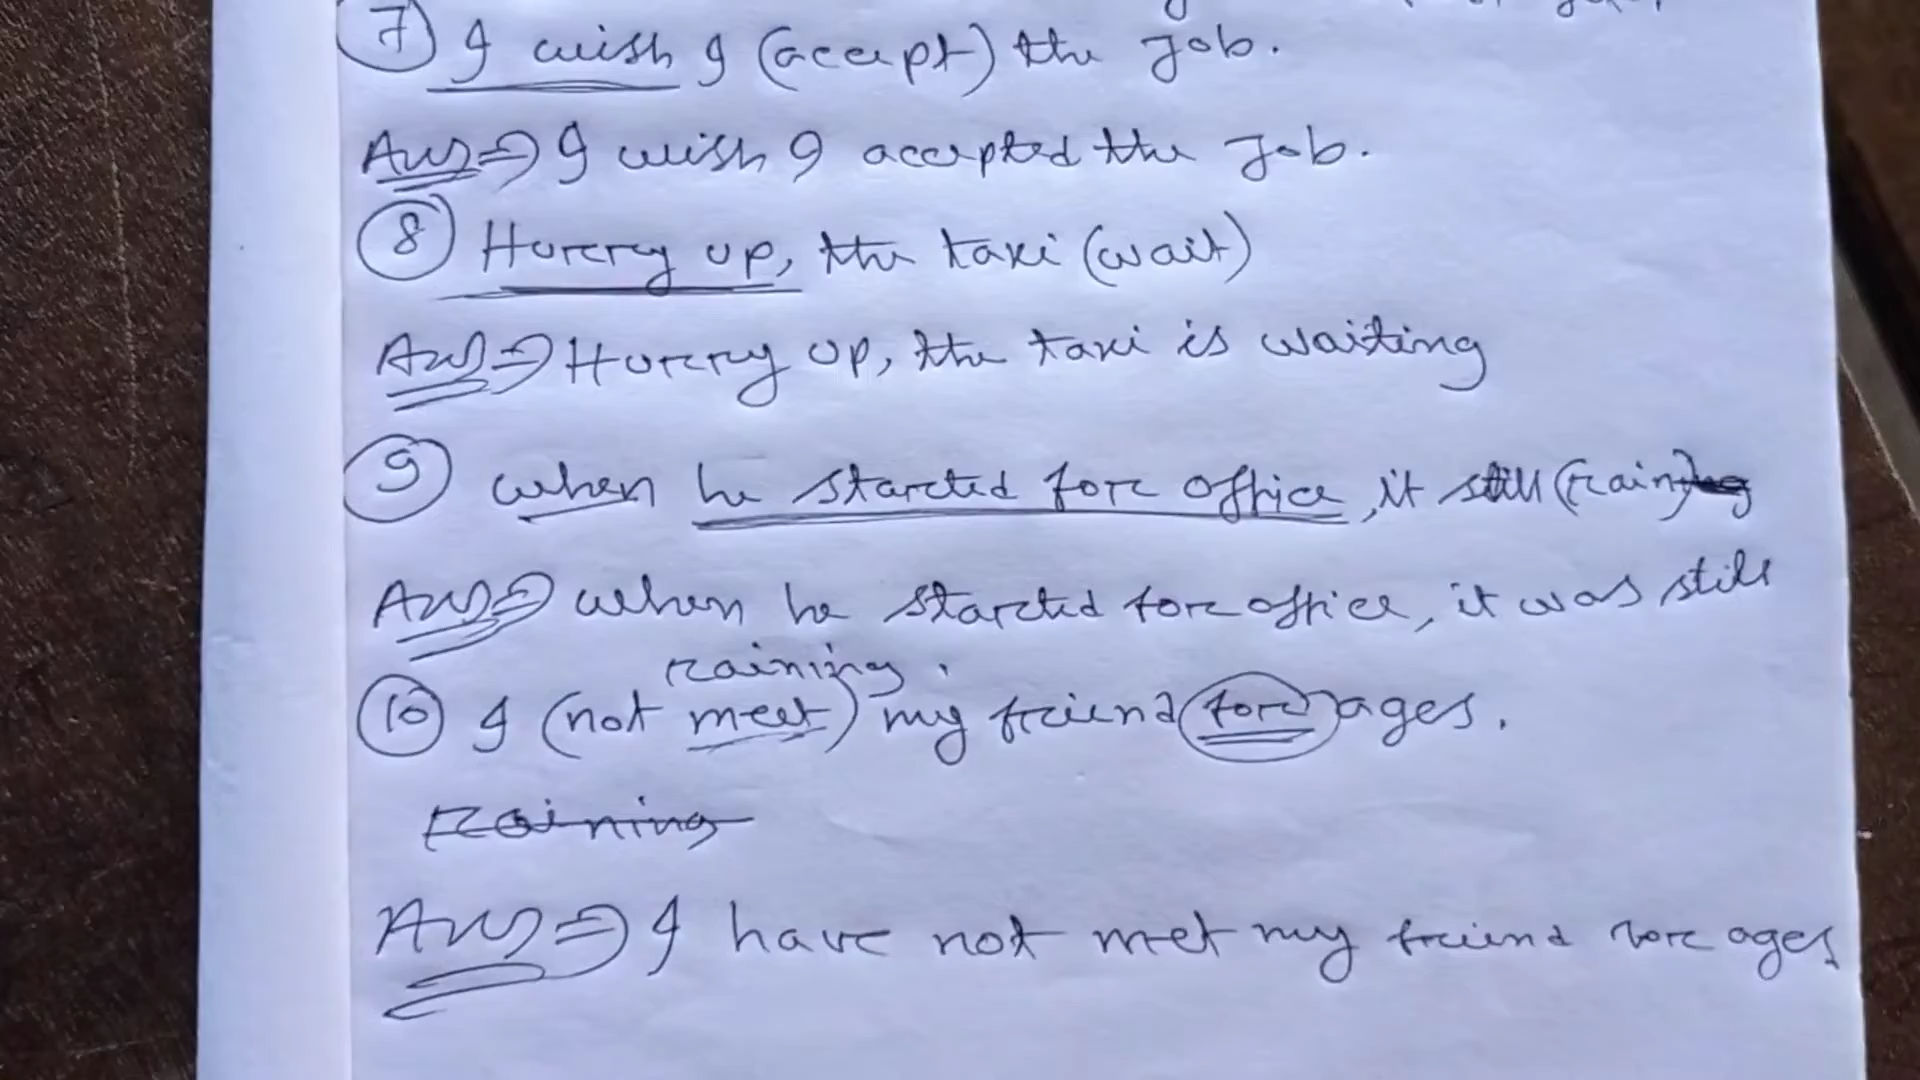 ⑦ I wish I (accept) the job.
Ans⇒ I wish I accepted the job.
⑧ Hurry up, the taxi (wait)
Ans⇒ Hurry up, the taxi is waiting
⑨ when he started for office, it still (rain)
Ans⇒ when he started for office, it was still
raining.
⑩ I (not meet) my friend for ages.
raining
Ans⇒ I have not met my friend for ages